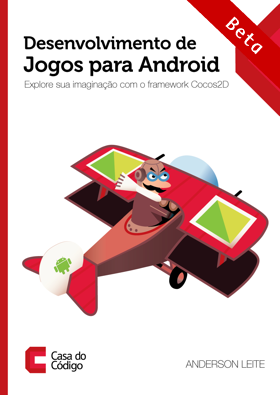 Beta
Desenvolvimento de
Jogos para Android
Explore sua imaginação com o framework Cocos2D
Casa do
Código
ANDERSON LEITE